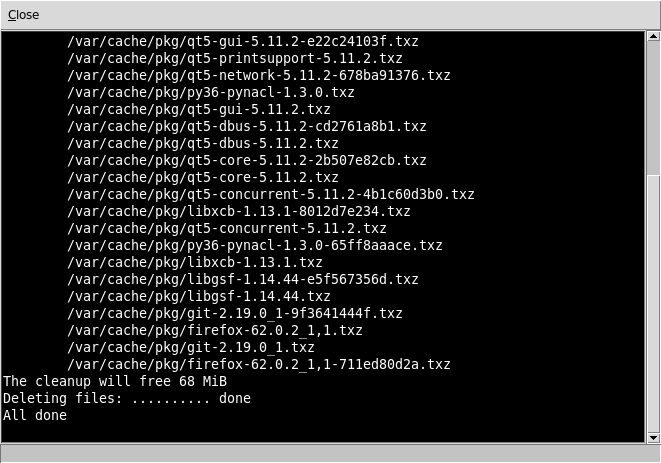 Close
/var/cache/pkg/qt5-gui-5.11.2-e22c24103f.txz
/var/cache/pkg/qt5-printsupport-5.11.2.txz
/var/cache/pkg/qt5-network-5.11.2-678ba91376.txz
/var/cache/pkg/py36-pynacl-1.3.0.txz
/var/cache/pkg/qt5-gui-5.11.2.txz
/var/cache/pkg/qt5-dbus-5.11.2-cd2761a8b1.txz
/var/cache/pkg/qt5-dbus-5.11.2.txz
/var/cache/pkg/qt5-core-5.11.2-2b507e82cb.txz
/var/cache/pkg/qt5-core-5.11.2.txz
/var/cache/pkg/qt5-concurrent-5.11.2-4b1c60d3b0.txz
/var/cache/pkg/libxcb-1.13.1-8012d7e234.txz
/var/cache/pkg/qt5-concurrent-5.11.2.txz
/var/cache/pkg/py36-pynacl-1.3.0-65ff8aaace.txz
/var/cache/pkg/libxcb-1.13.1.txz
/var/cache/pkg/libgsf-1.14.44-e5f567356d.txz
/var/cache/pkg/libgsf-1.14.44.txz
/var/cache/pkg/git-2.19.0_1-9f3641444f.txz
/var/cache/pkg/firefox-62.0.2_1,1.txz
/var/cache/pkg/git-2.19.0_1.txz
/var/cache/pkg/firefox-62.0.2_1,1-711ed80d2a.txz
The cleanup will free 68 MiB
Deleting files: .......... done
All done